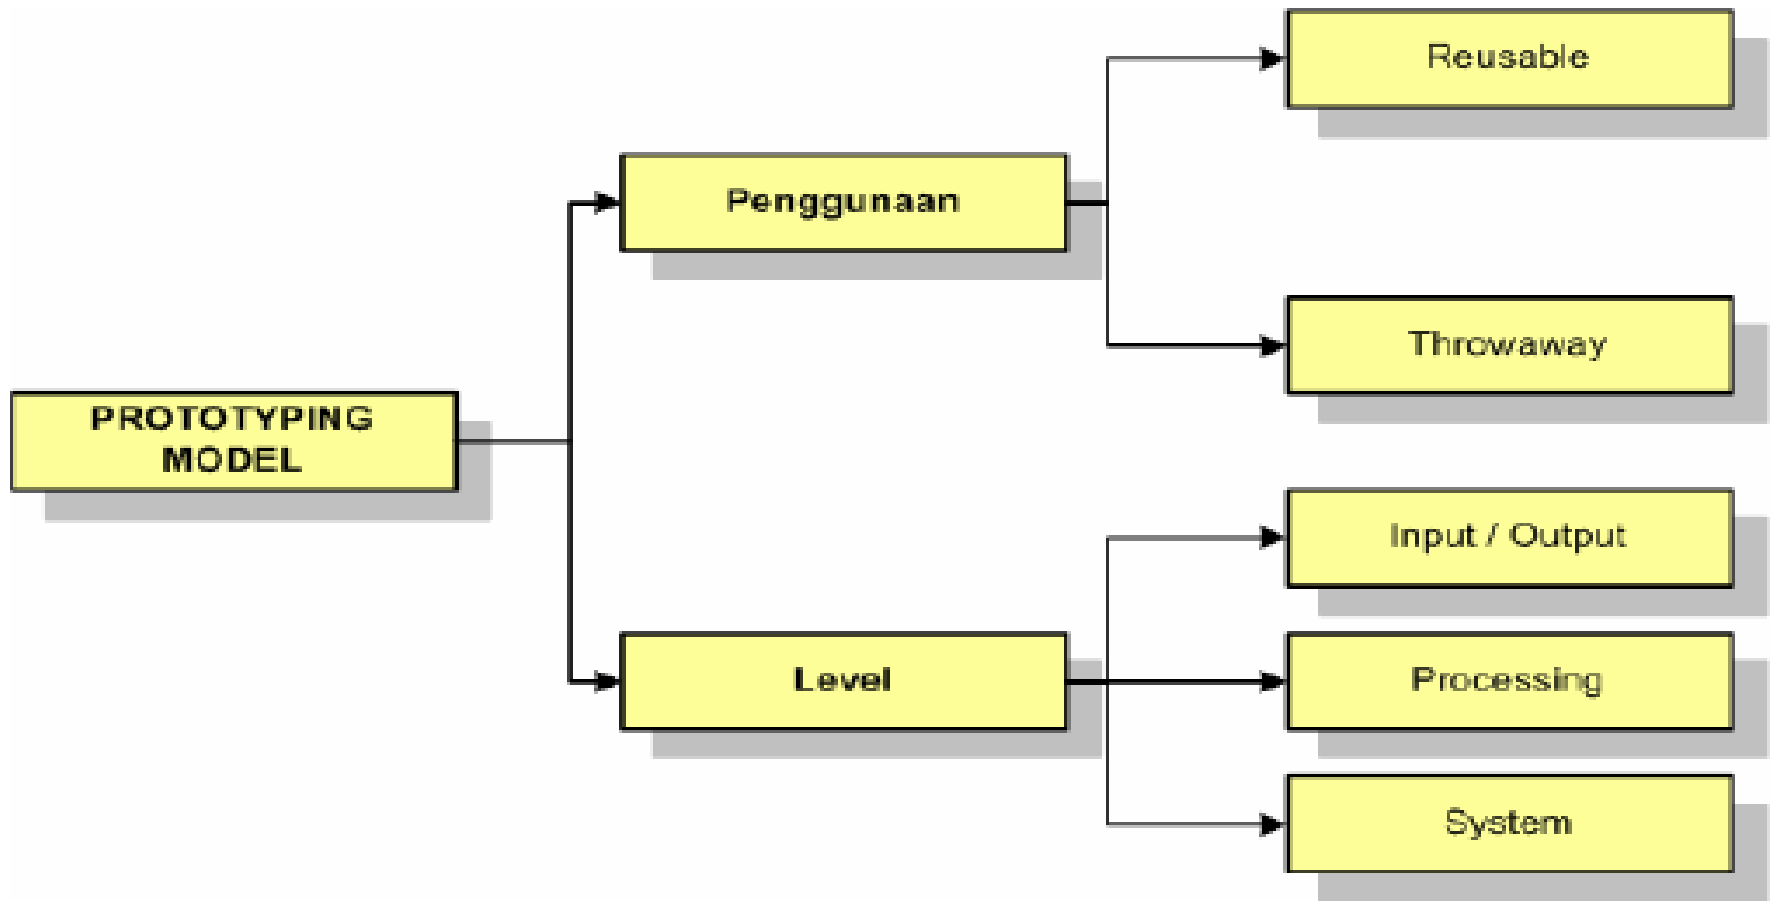 Reusable
Penggunaan
Throwaway
PROTOTYPING
MODEL
Input / Output
Level
Processing
System